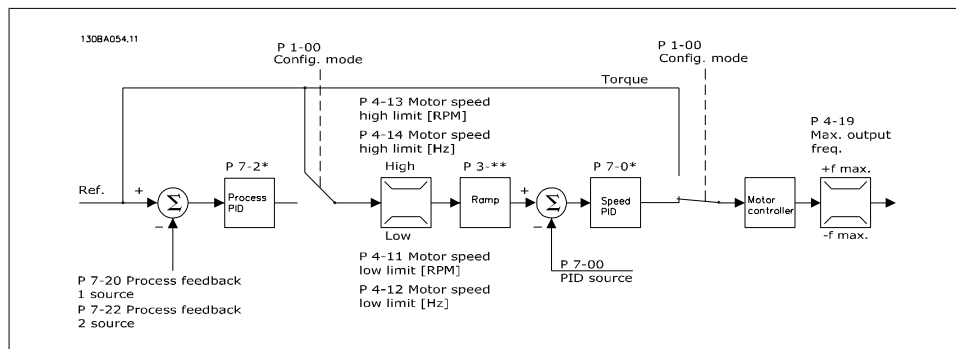 130BA054.11
P 1-00
Config. mode
P 1-00
Config. mode
Torque
P 4-13 Motor speed
high limit [RPM]
P 4-14 Motor speed
high limit [Hz]
P 4-19
Max. output
freq.
P 7-2*
High
P 3-**
P 7-0*
+f max.
Ref.
+
Σ
Process
PID
Ramp
+
Σ
Speed
PID
Motor
controller
−
Low
−
-f max.
P 7-20 Process feedback
1 source
P 7-22 Process feedback
2 source
P 4-11 Motor speed
low limit [RPM]
P 4-12 Motor speed
low limit [Hz]
P 7-00
PID source